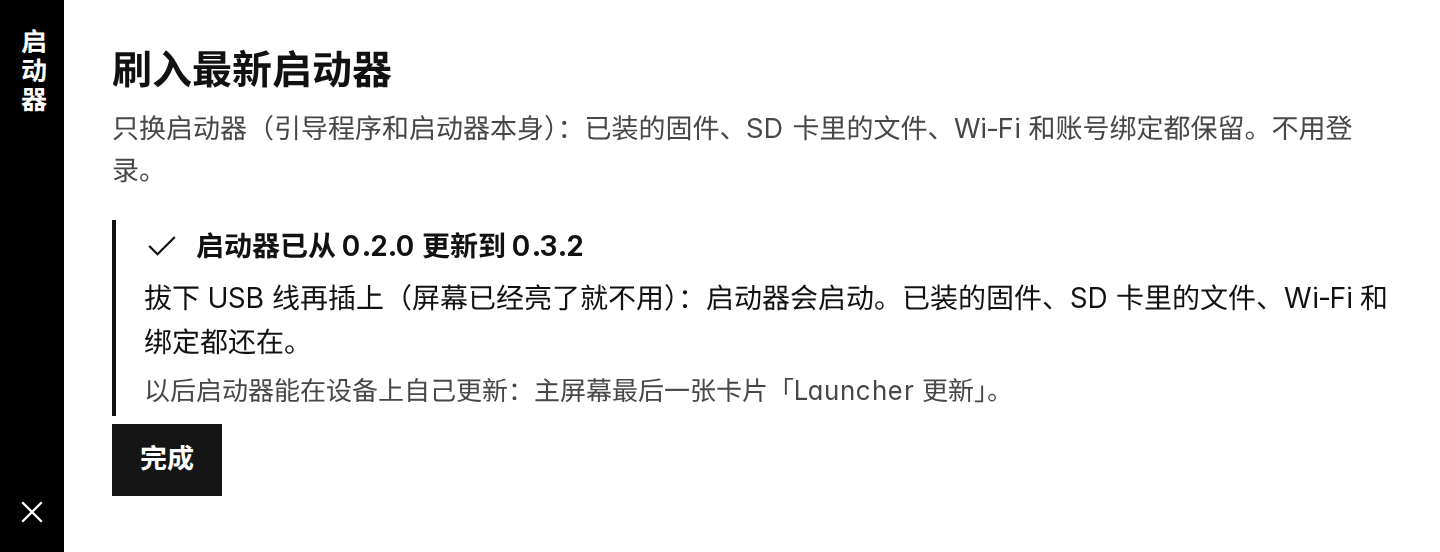 启动器
刷入最新启动器
只换启动器（引导程序和启动器本身）：已装的固件、SD 卡里的文件、Wi-Fi 和账号绑定都保留。不用登
录。
启动器已从 0.2.0 更新到 0.3.2
拔下 USB 线再插上（屏幕已经亮了就不用）：启动器会启动。已装的固件、SD 卡里的文件、Wi-Fi 和
绑定都还在。
以后启动器能在设备上自己更新：主屏幕最后一张卡片「Launcher 更新」。
完成